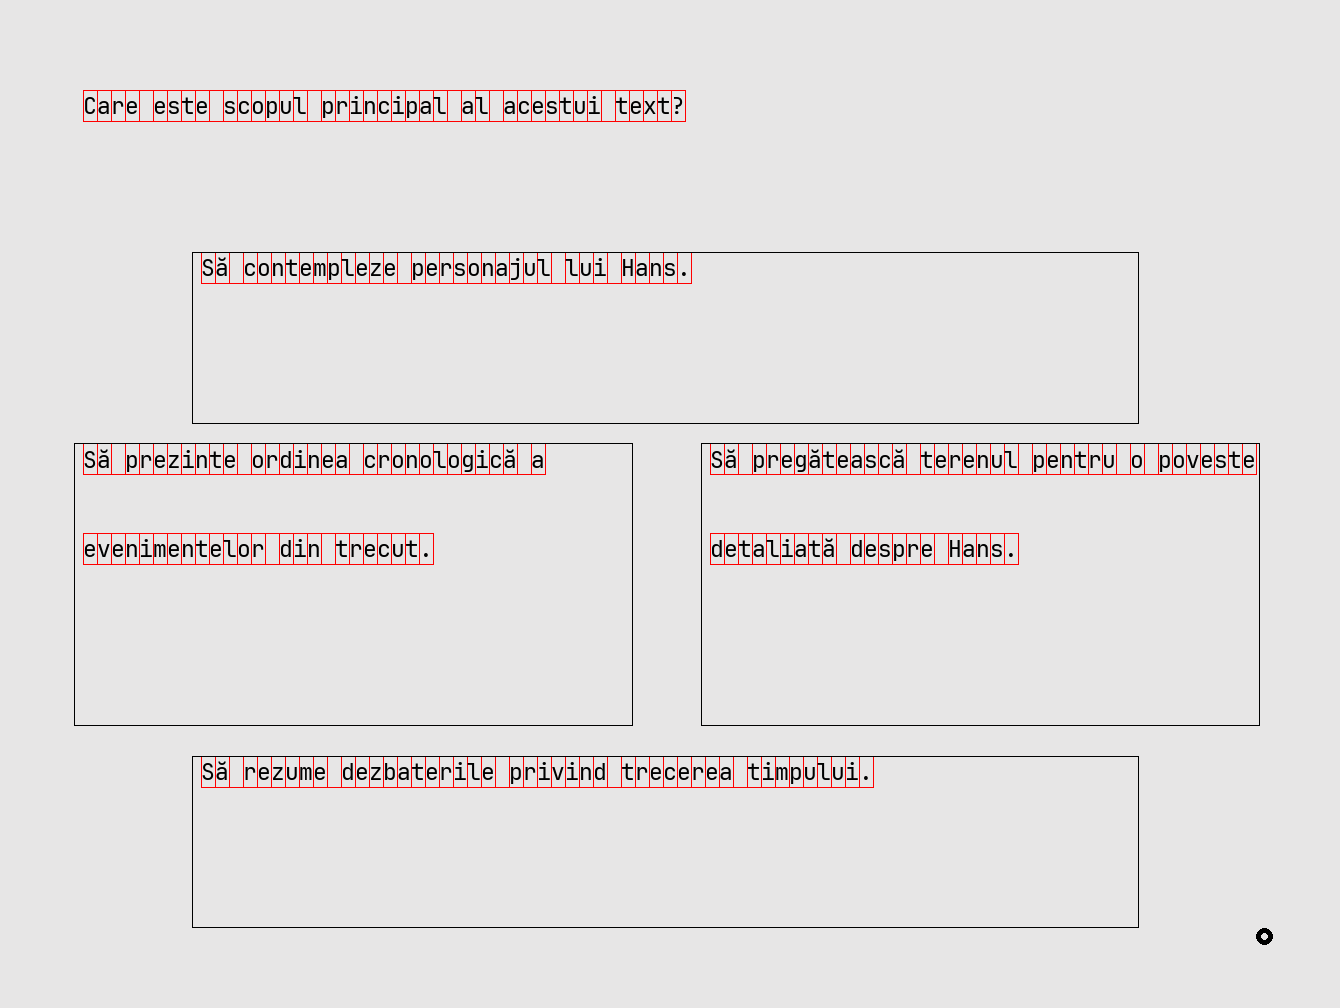 Care este scopul principal al acestui text?
Să contempleze personajul lui Hans.
Să prezinte ordinea cronologică a
evenimentelor din trecut.
Să pregătească terenul pentru o poveste
detaliată despre Hans.
Să rezume dezbaterile privind trecerea timpului.